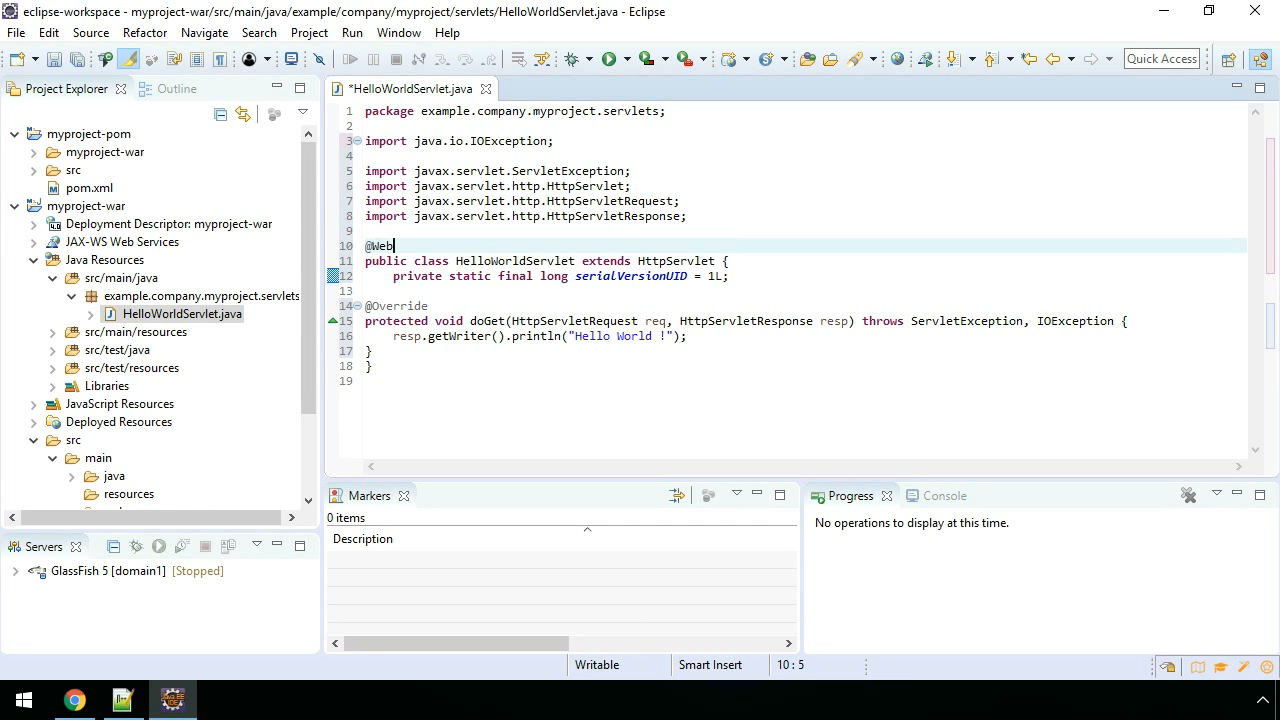 eclipse-workspace - myproject-war/src/main/java/example/company/myproject/servlets/HelloWorldServlet.java - Eclipse
File Edit Source Refactor Navigate Search Project Run Window Help
Quick Access
Project Explorer Outline
myproject-pom
myproject-war
src
pom.xml
myproject-war
Deployment Descriptor: myproject-war
JAX-WS Web Services
Java Resources
src/main/java
example.company.myproject.servlets
HelloWorldServlet.java
src/main/resources
src/test/java
src/test/resources
Libraries
JavaScript Resources
Deployed Resources
src
main
java
resources
*HelloWorldServlet.java
1 package example.company.myproject.servlets;
2
3 import java.io.IOException;
4
5 import javax.servlet.ServletException;
6 import javax.servlet.http.HttpServlet;
7 import javax.servlet.http.HttpServletRequest;
8 import javax.servlet.http.HttpServletResponse;
9
10 @Web
11 public class HelloWorldServlet extends HttpServlet {
12 private static final long serialVersionUID = 1L;
13
14 @Override
15 protected void doGet(HttpServletRequest req, HttpServletResponse resp) throws ServletException, IOException {
16 resp.getWriter().println("Hello World !");
17 }
18 }
19
Servers
GlassFish 5 [domain1] [Stopped]
Markers
0 items
Description
Progress Console
No operations to display at this time.
Writable Smart Insert 10 : 5